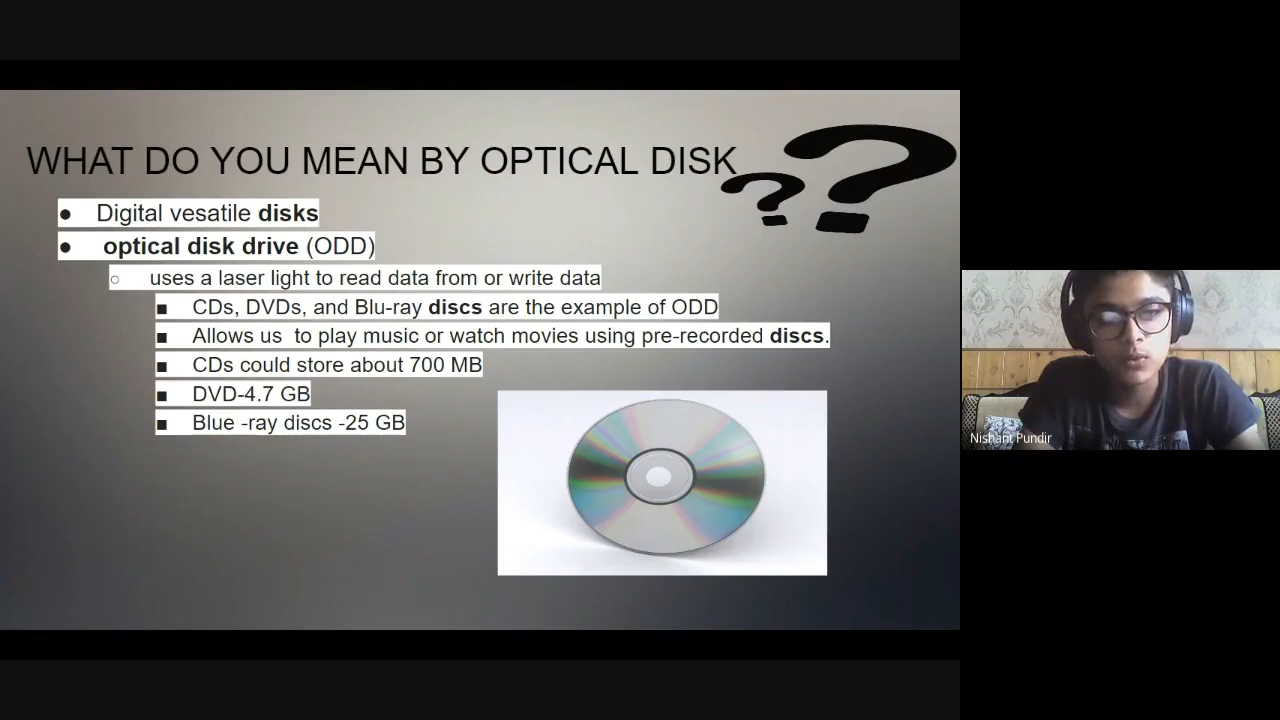 WHAT DO YOU MEAN BY OPTICAL DISK ??
● Digital vesatile disks
● optical disk drive (ODD)
○ uses a laser light to read data from or write data
■ CDs, DVDs, and Blu-ray discs are the example of ODD
■ Allows us to play music or watch movies using pre-recorded discs.
■ CDs could store about 700 MB
■ DVD-4.7 GB
■ Blue -ray discs -25 GB
Nishant Pundir